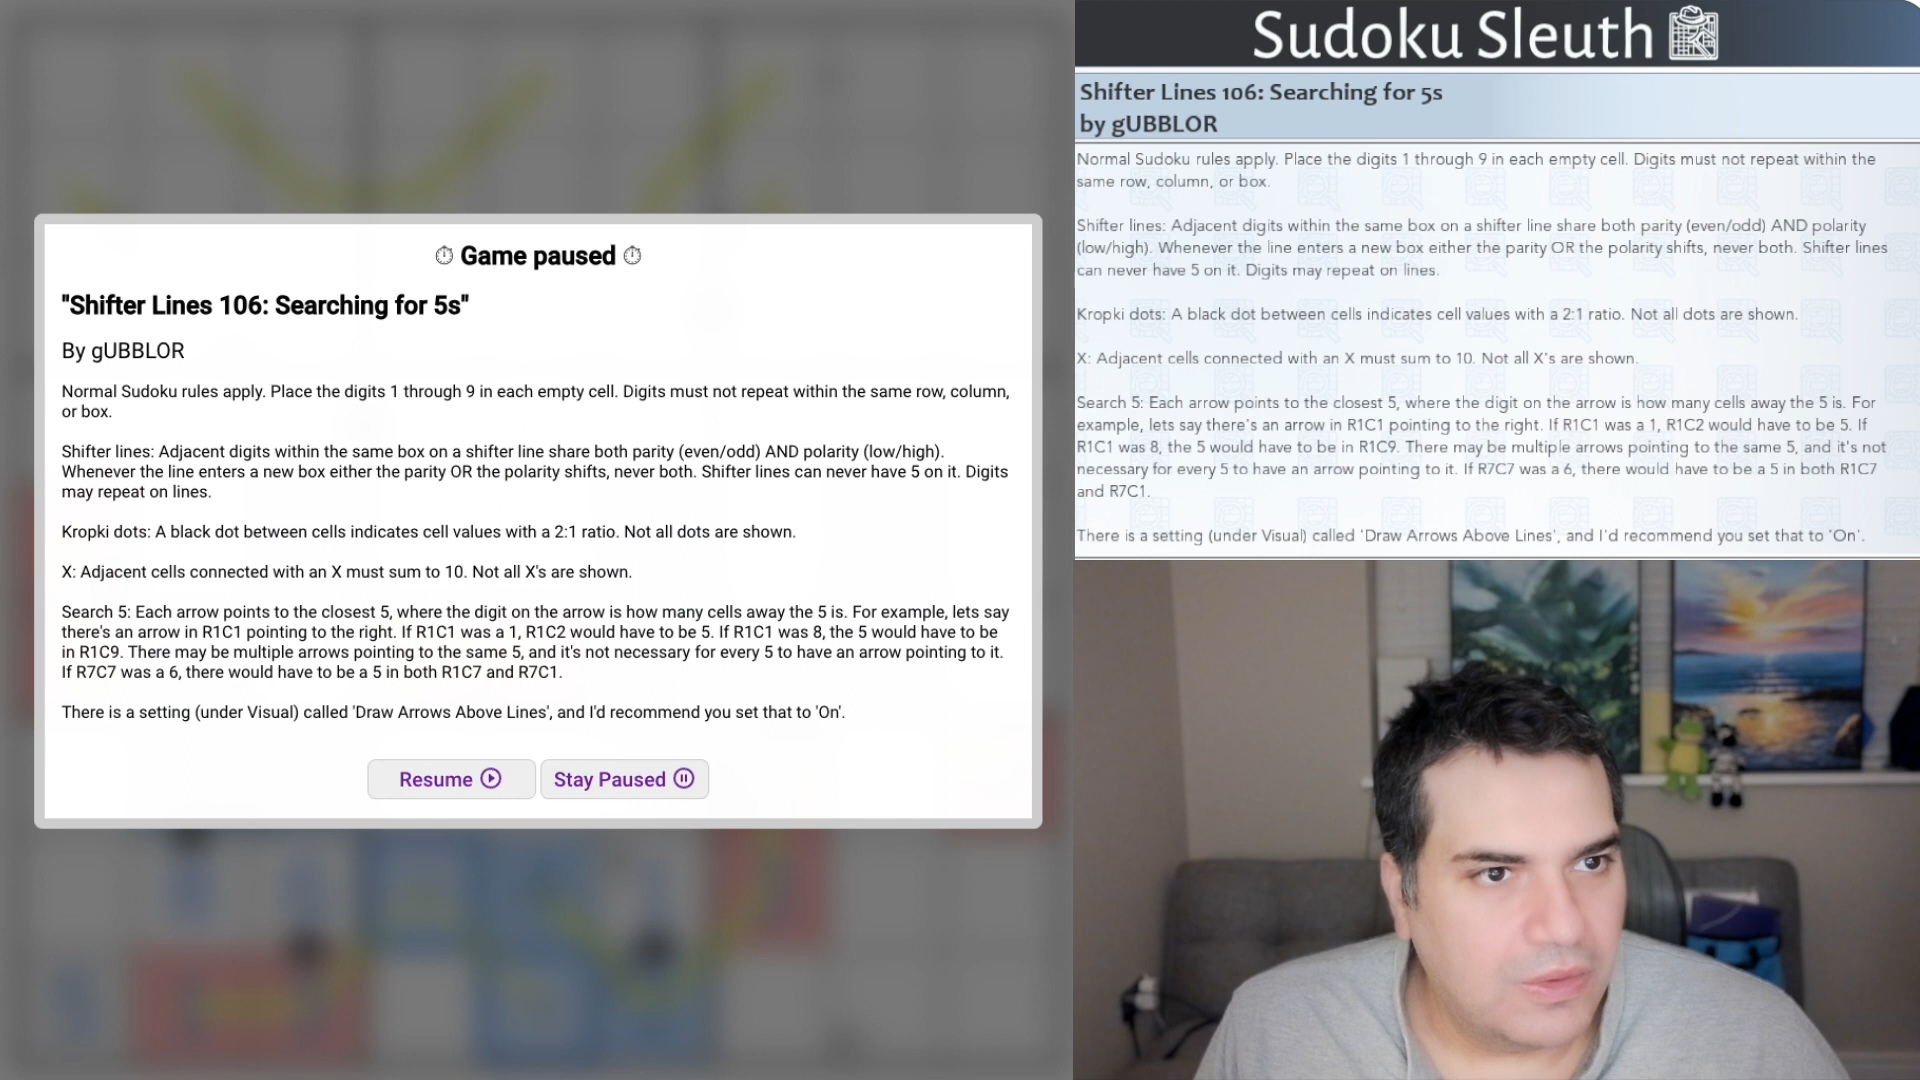 Game paused
"Shifter Lines 106: Searching for 5s"
By gUBBLOR
Normal Sudoku rules apply. Place the digits 1 through 9 in each empty cell. Digits must not repeat within the same row, column,
or box.
Shifter lines: Adjacent digits within the same box on a shifter line share both parity (even/odd) AND polarity (low/high).
Whenever the line enters a new box either the parity OR the polarity shifts, never both. Shifter lines can never have 5 on it. Digits
may repeat on lines.
Kropki dots: A black dot between cells indicates cell values with a 2:1 ratio. Not all dots are shown.
X: Adjacent cells connected with an X must sum to 10. Not all X's are shown.
Search 5: Each arrow points to the closest 5, where the digit on the arrow is how many cells away the 5 is. For example, lets say
there's an arrow in R1C1 pointing to the right. If R1C1 was a 1, R1C2 would have to be 5. If R1C1 was 8, the 5 would have to be
in R1C9. There may be multiple arrows pointing to the same 5, and it's not necessary for every 5 to have an arrow pointing to it.
If R7C7 was a 6, there would have to be a 5 in both R1C7 and R7C1.
There is a setting (under Visual) called 'Draw Arrows Above Lines', and I'd recommend you set that to 'On'.
Resume
Stay Paused
Sudoku Sleuth
Shifter Lines 106: Searching for 5s
by gUBBLOR
Normal Sudoku rules apply. Place the digits 1 through 9 in each empty cell. Digits must not repeat within the
same row, column, or box.
Shifter lines: Adjacent digits within the same box on a shifter line share both parity (even/odd) AND polarity
(low/high). Whenever the line enters a new box either the parity OR the polarity shifts, never both. Shifter lines
can never have 5 on it. Digits may repeat on lines.
Kropki dots: A black dot between cells indicates cell values with a 2:1 ratio. Not all dots are shown.
X: Adjacent cells connected with an X must sum to 10. Not all X's are shown.
Search 5: Each arrow points to the closest 5, where the digit on the arrow is how many cells away the 5 is. For
example, lets say there's an arrow in R1C1 pointing to the right. If R1C1 was a 1, R1C2 would have to be 5. If
R1C1 was 8, the 5 would have to be in R1C9. There may be multiple arrows pointing to the same 5, and it's not
necessary for every 5 to have an arrow pointing to it. If R7C7 was a 6, there would have to be a 5 in both R1C7
and R7C1.
There is a setting (under Visual) called 'Draw Arrows Above Lines', and I'd recommend you set that to 'On'.